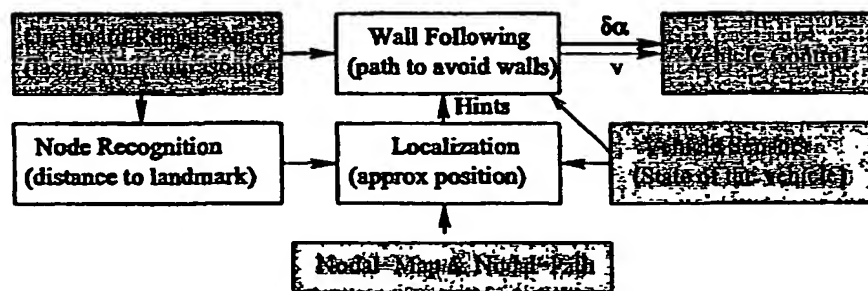 On-board Range Sensor
(laser, sonar, ultrasonic)
Wall Following
(path to avoid walls)
δα
v
Vehicle Control
Hints
Node Recognition
(distance to landmark)
Localization
(approx position)
Vehicle Sensors
(State of the vehicle)
Nodal-Map & Nodal-Path